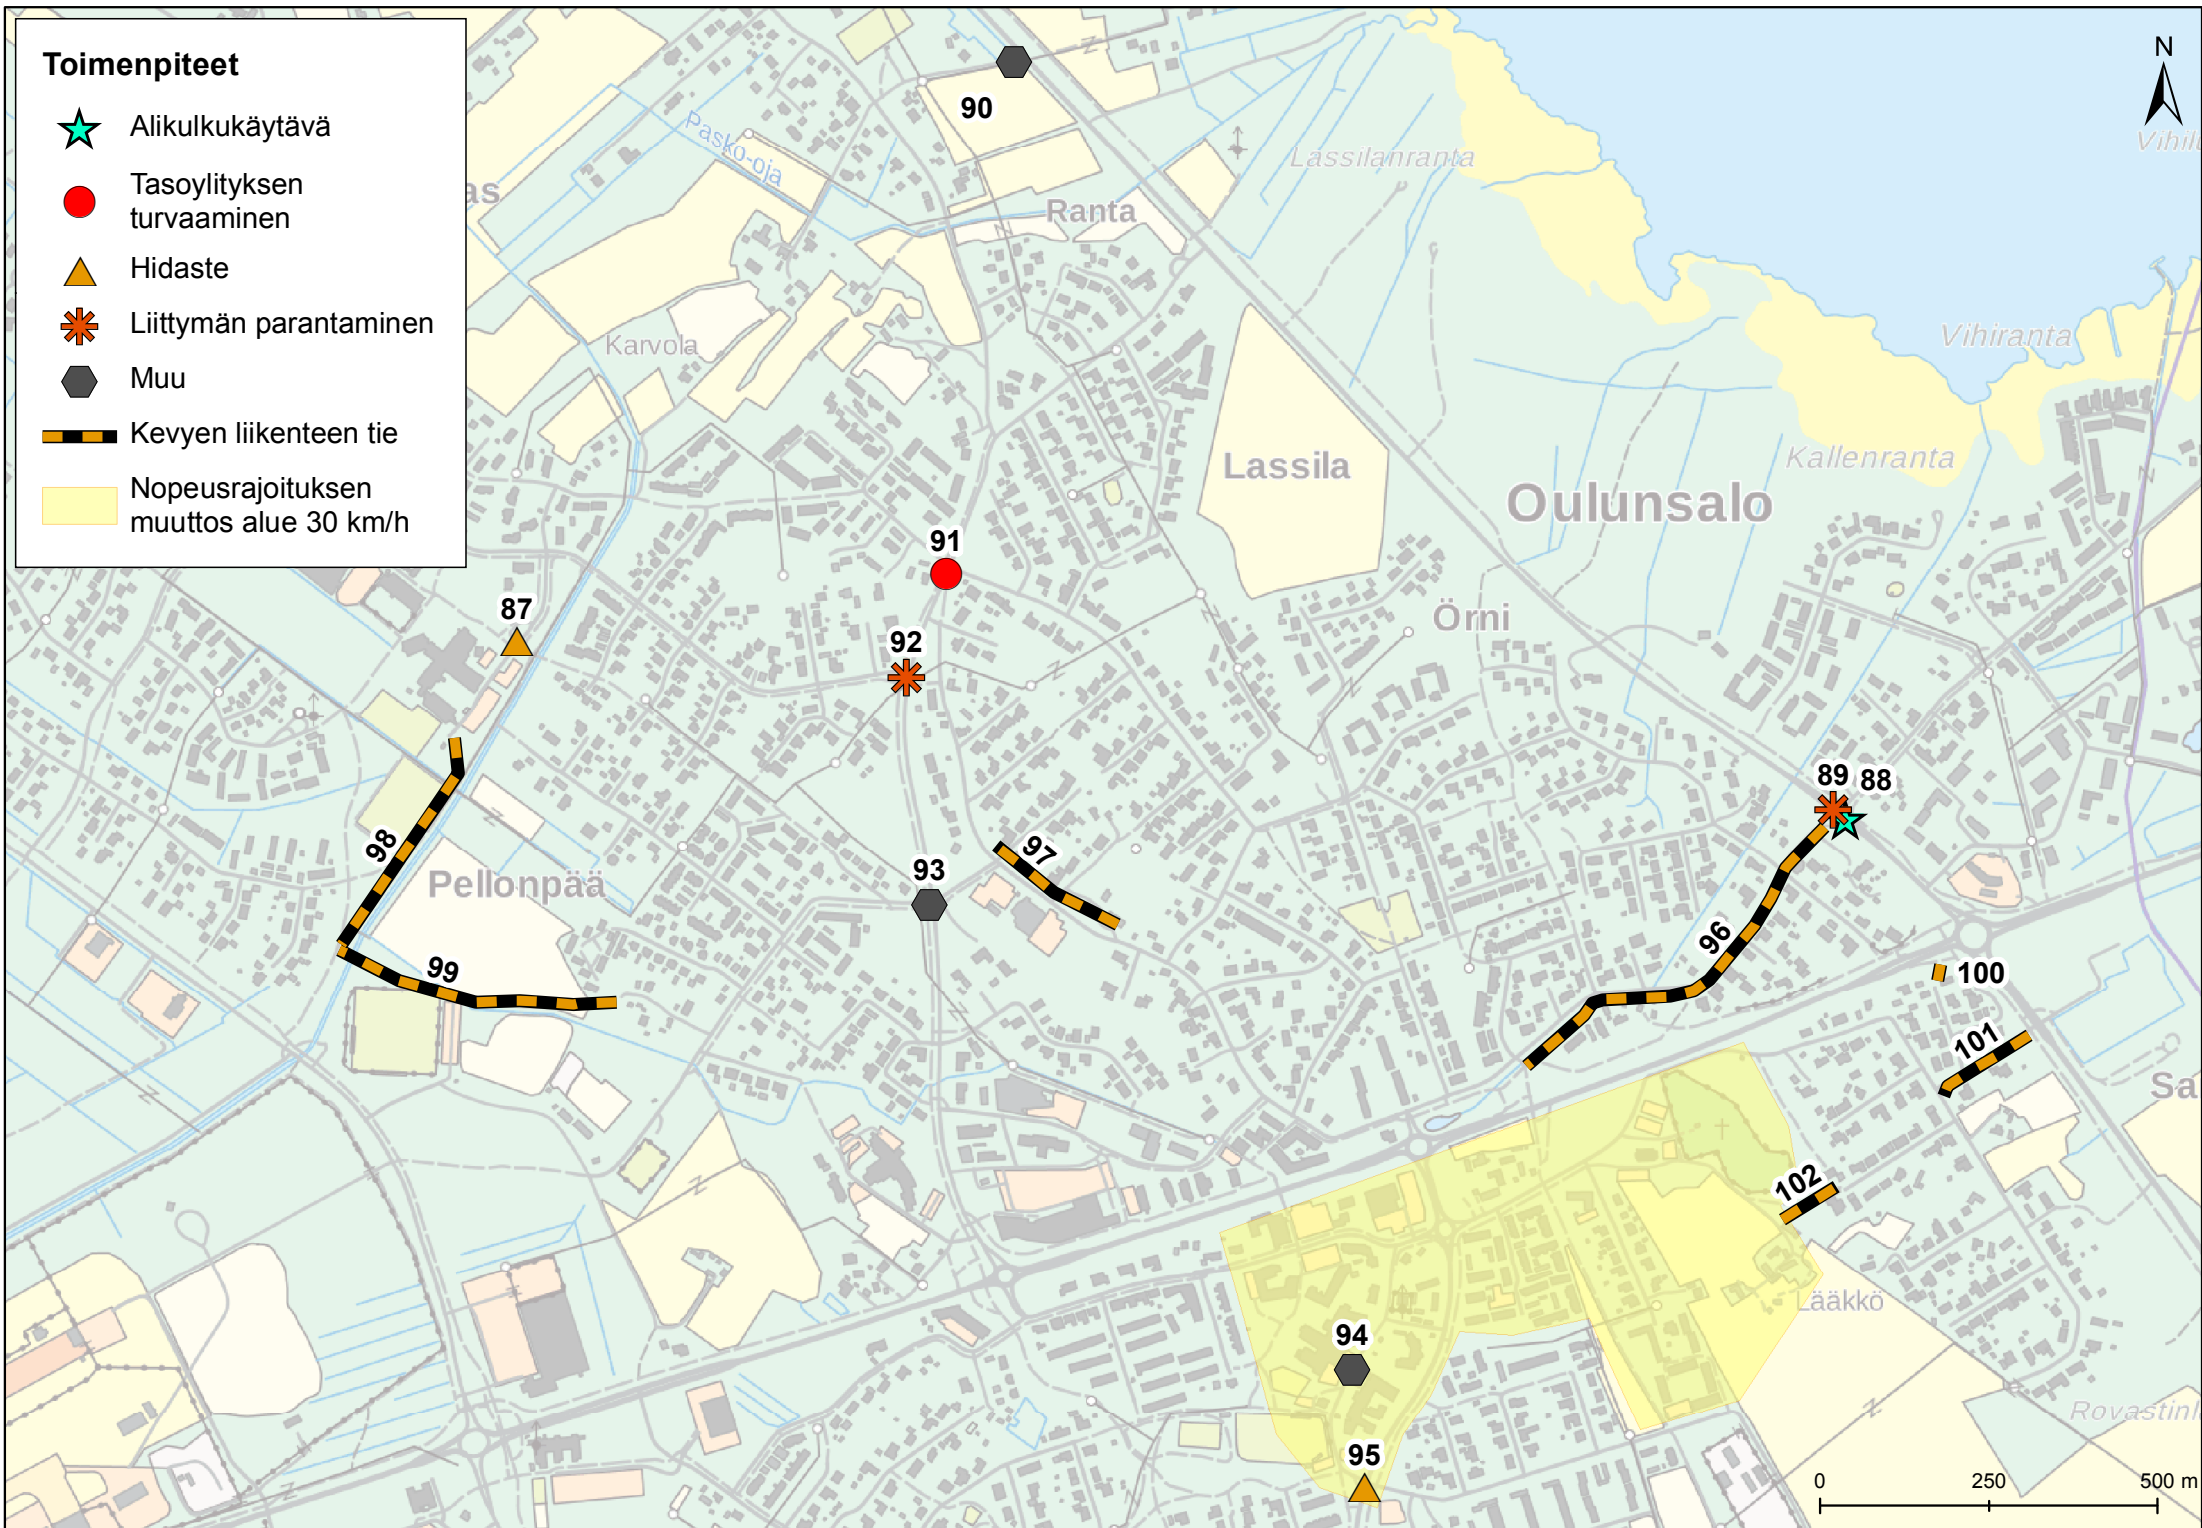 Toimenpiteet
Alikulkukäytävä
Tasoylityksen
turvaaminen
Hidaste
Liittymän parantaminen
Muu
Kevyen liikenteen tie
Nopeusrajoituksen
muuttos alue 30 km/h
N
90
Pasko-oja
Lassilanranta
Ranta
Karvola
Vihiranta
Lassila
Kallenranta
Oulunsalo
91
87
Örni
92
89
88
98
97
Pellonpää
93
96
99
100
101
102
Lääkkö
94
95
0
250
500 m